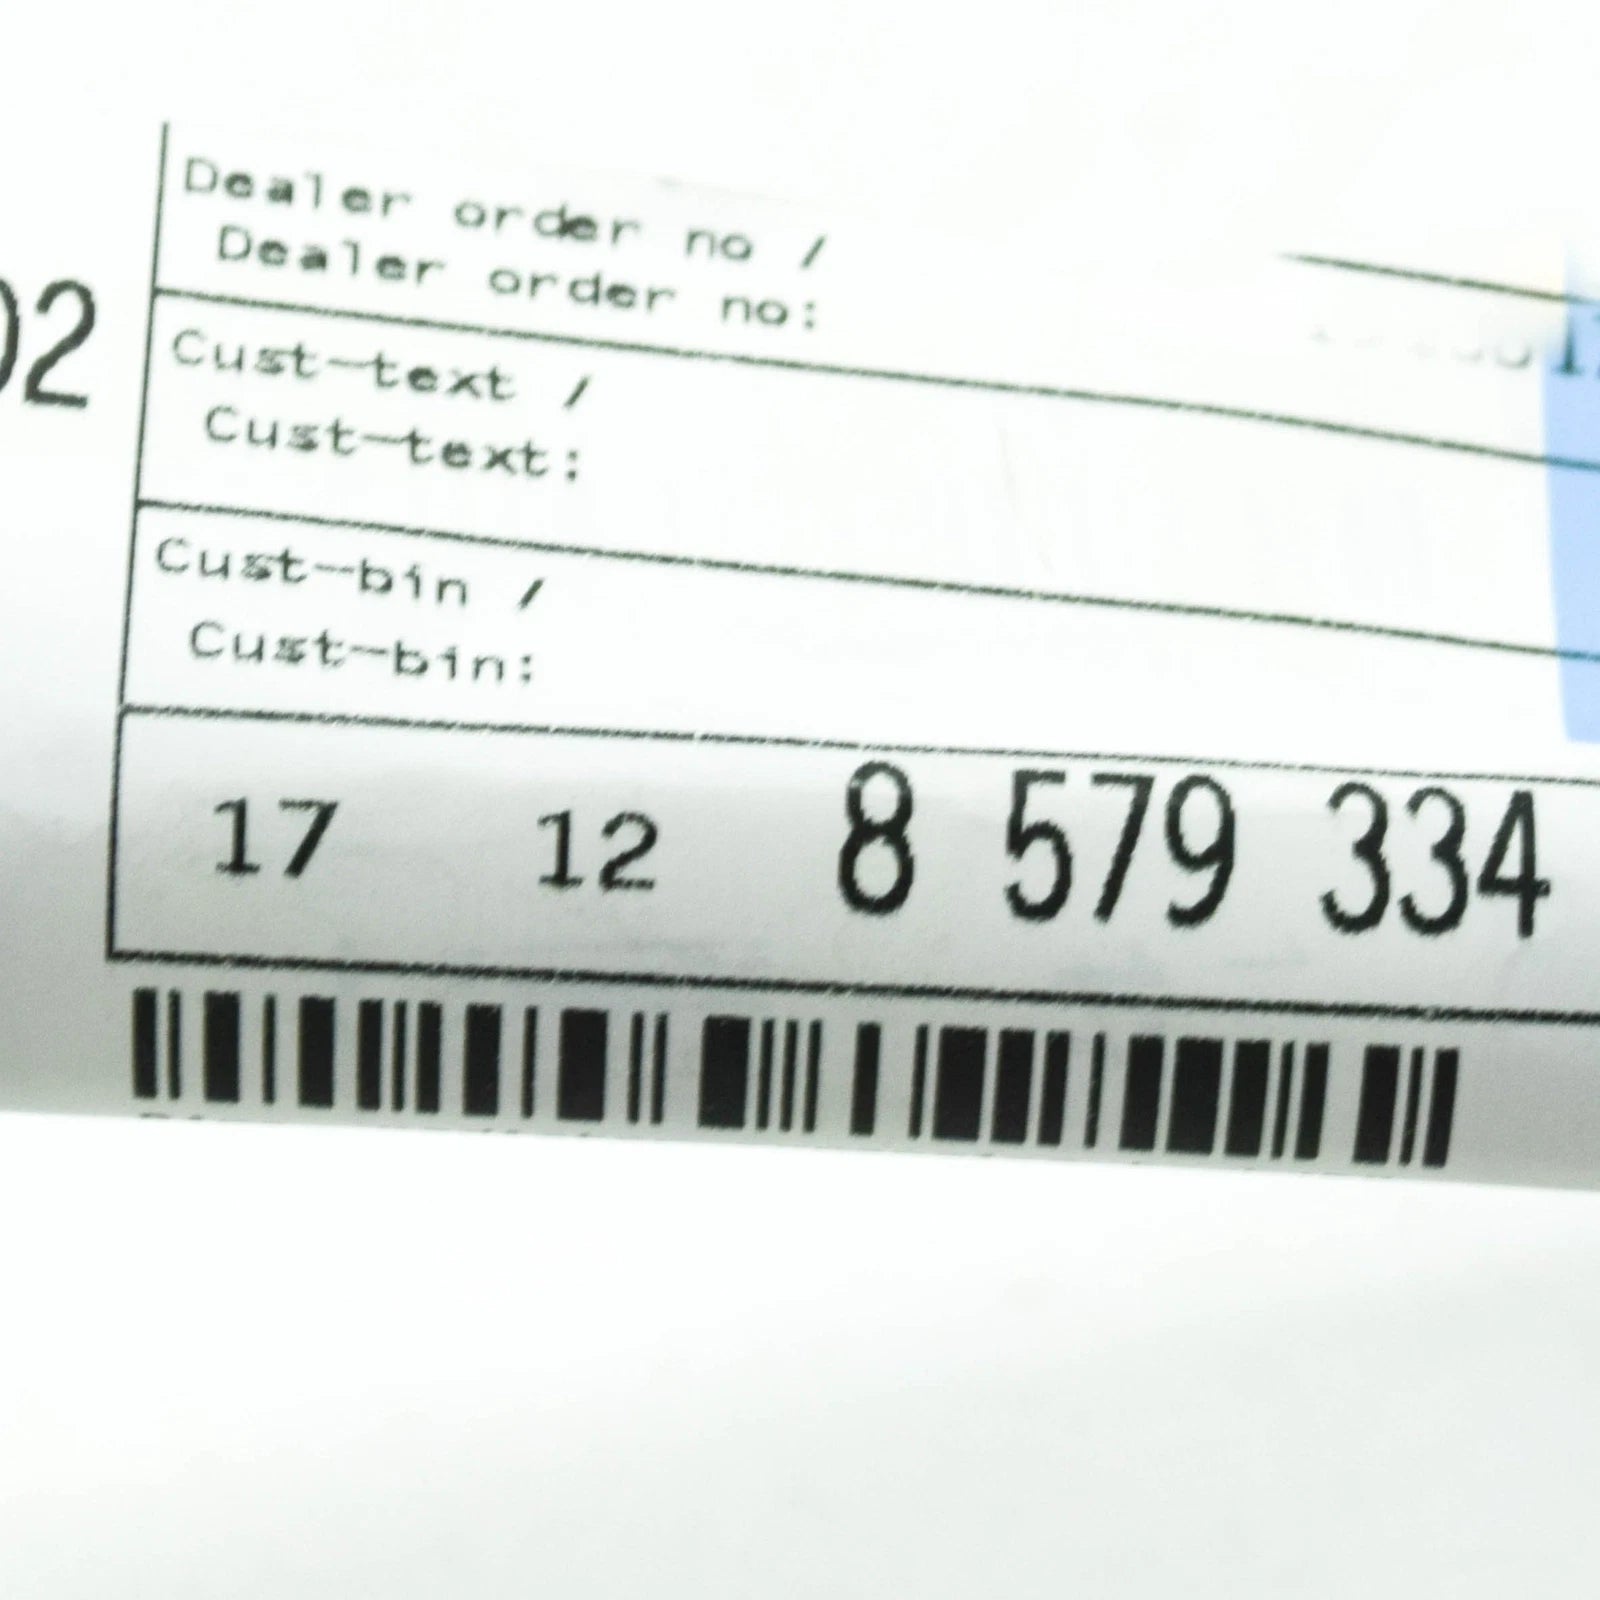 Dealer order no /
Dealer order no:
02
Cust-text /
Cust-text:
Cust-bin /
Cust-bin:
17 12 8 579 334